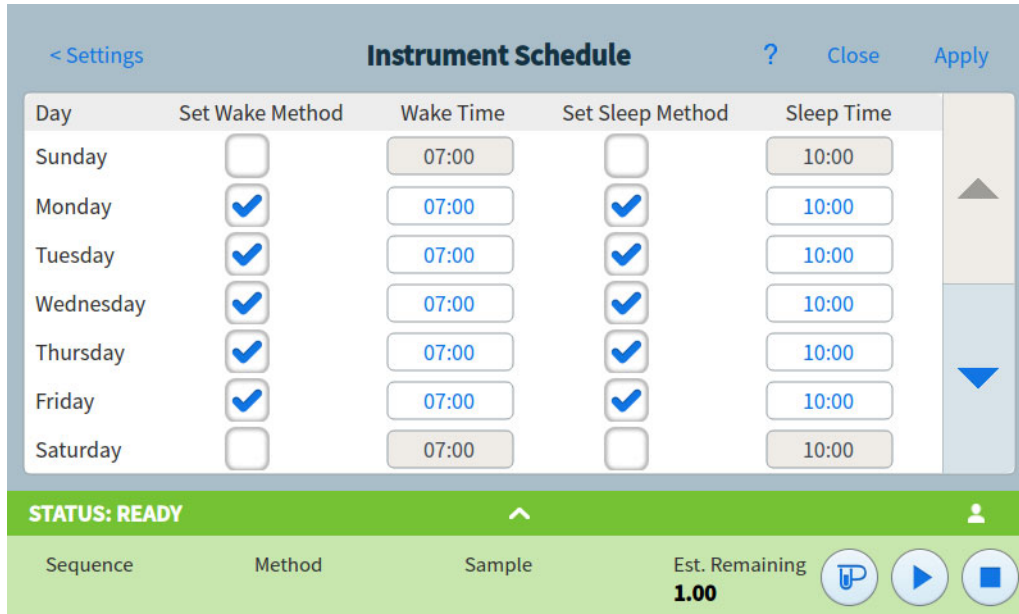 < Settings Instrument Schedule ? Close Apply
Day Set Wake Method Wake Time Set Sleep Method Sleep Time
Sunday 07:00 10:00
Monday 07:00 10:00
Tuesday 07:00 10:00
Wednesday 07:00 10:00
Thursday 07:00 10:00
Friday 07:00 10:00
Saturday 07:00 10:00
STATUS: READY
Sequence Method Sample Est. Remaining
1.00